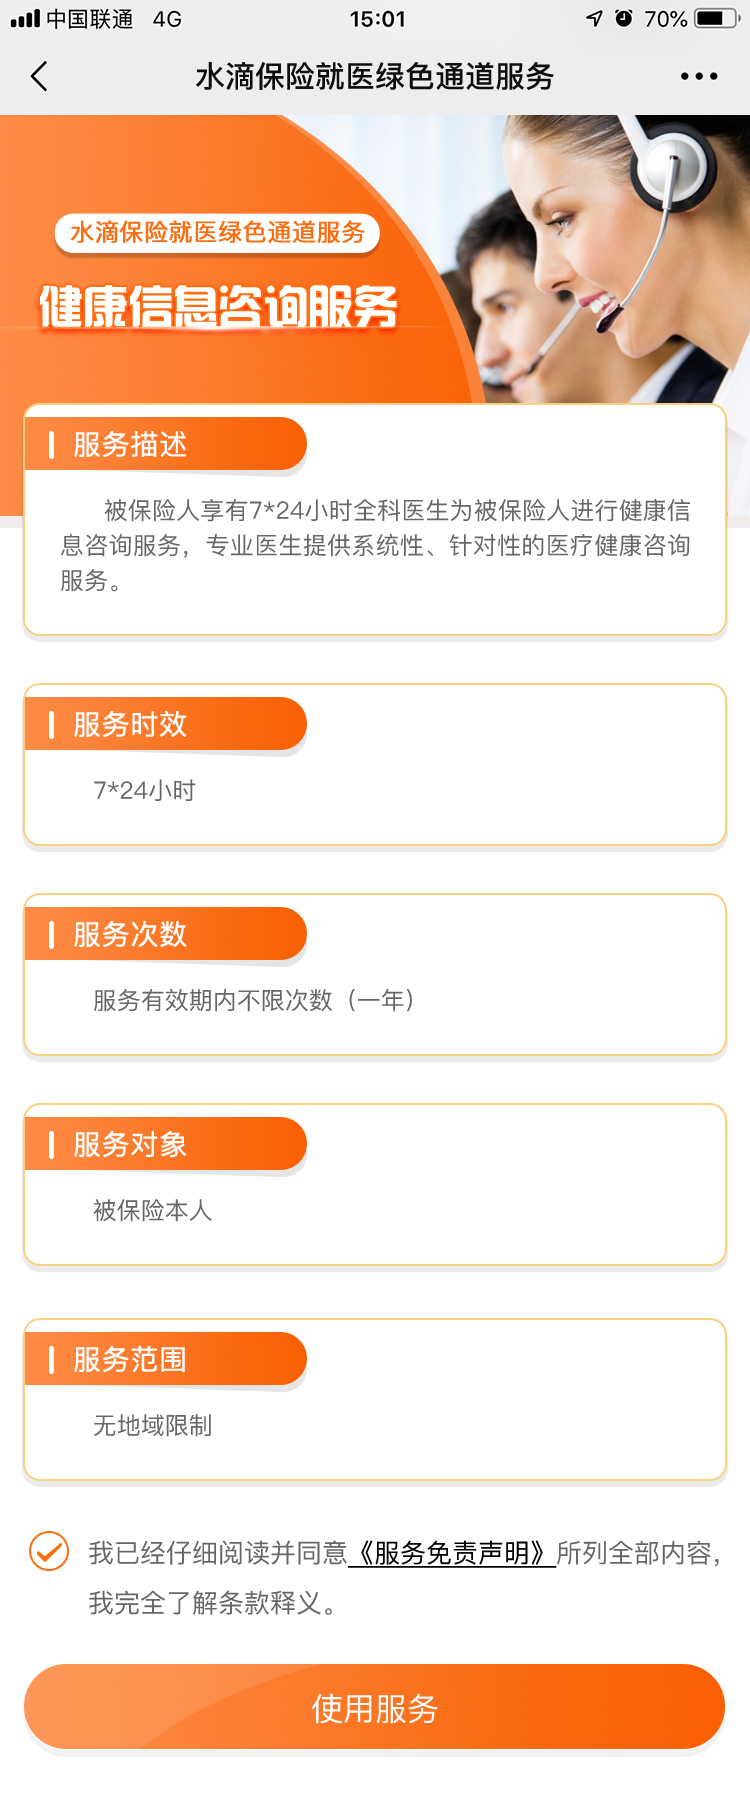 中国联通 4G 15:01 70%
水滴保险就医绿色通道服务
水滴保险就医绿色通道服务
健康信息咨询服务
服务描述
被保险人享有7*24小时全科医生为被保险人进行健康信
息咨询服务，专业医生提供系统性、针对性的医疗健康咨询
服务。
服务时效
7*24小时
服务次数
服务有效期内不限次数（一年）
服务对象
被保险本人
服务范围
无地域限制
我已经仔细阅读并同意《服务免责声明》所列全部内容，
我完全了解条款释义。
使用服务